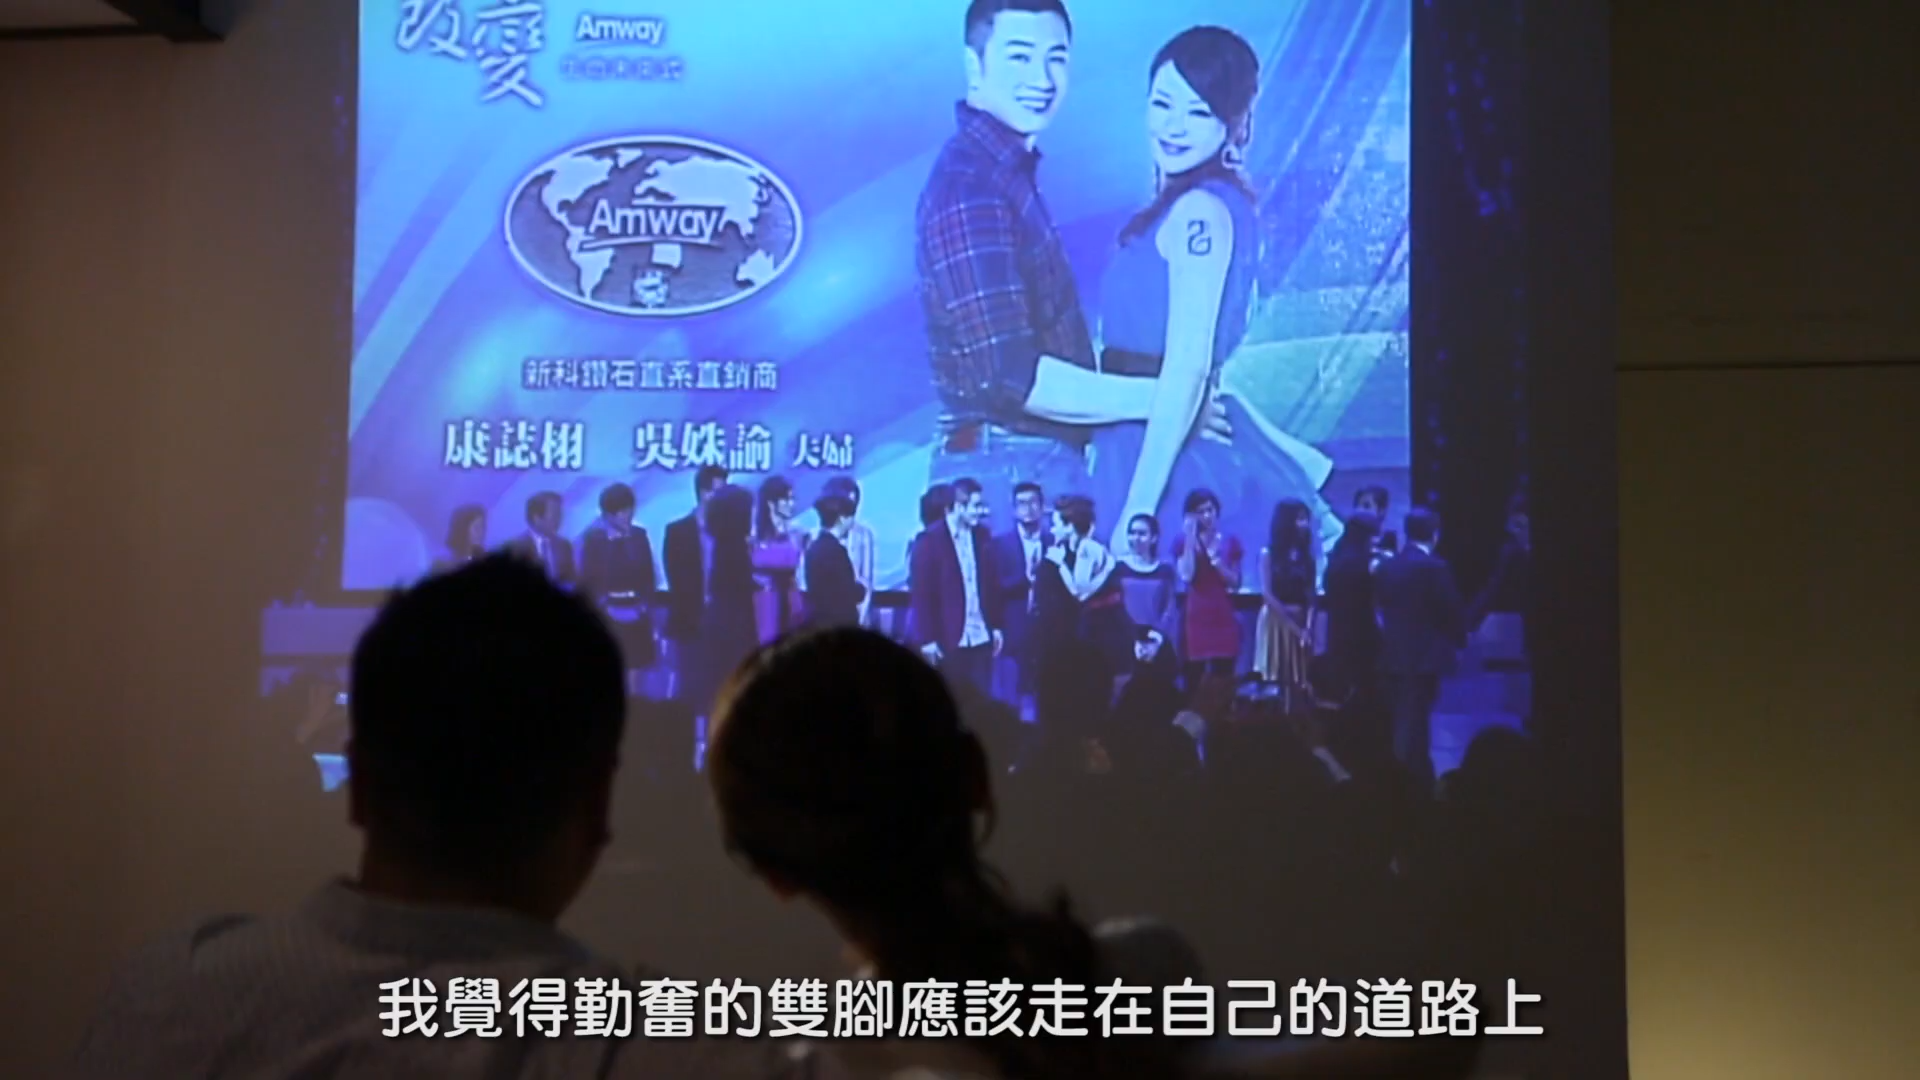 改變
Amway
Amway
新科鑽石直系直銷商
康誌栩 吳姝諭 夫婦
我覺得勤奮的雙腳應該走在自己的道路上